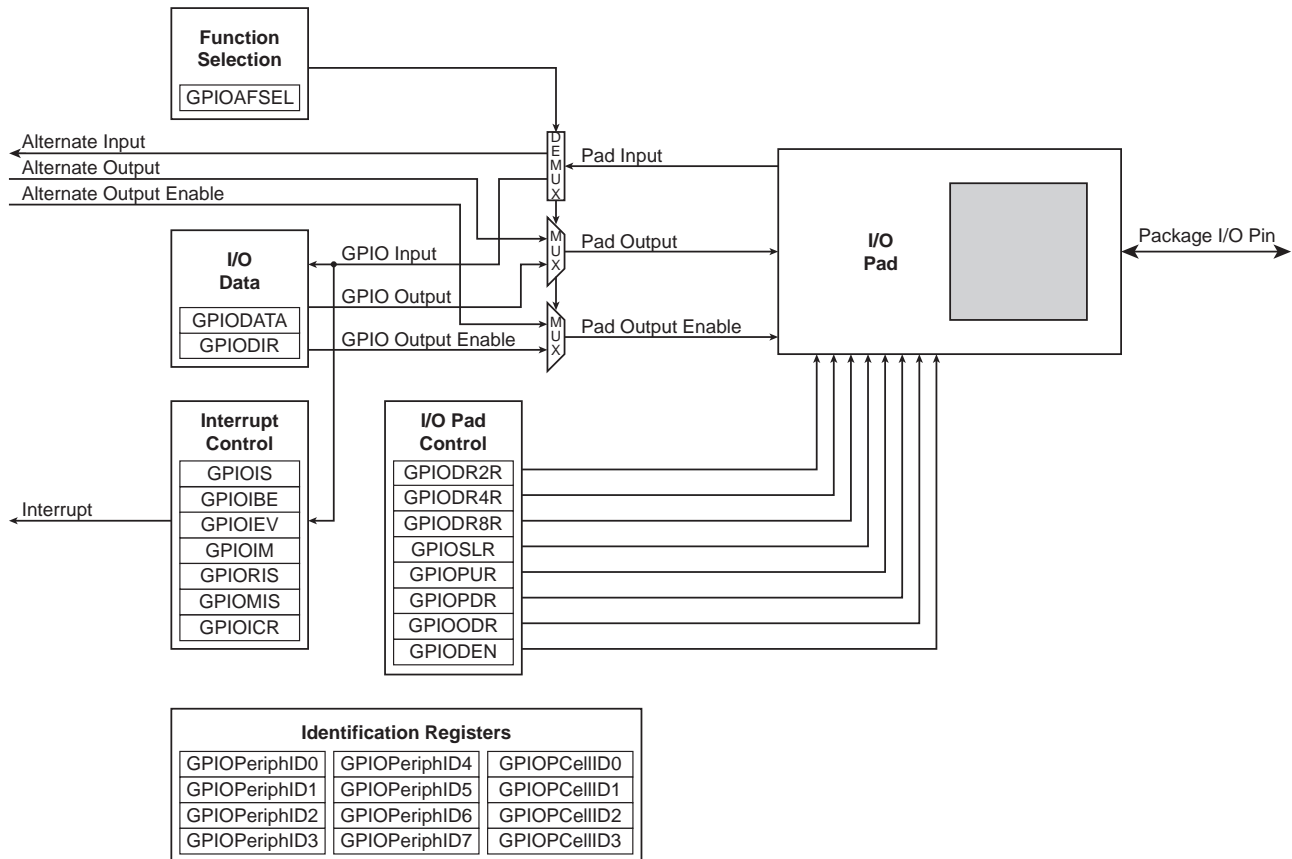 Function
Selection
GPIOAFSEL
Alternate Input
Alternate Output
Alternate Output Enable
DEMUX
Pad Input
MUX
Pad Output
MUX
Pad Output Enable
I/O
Pad
Package I/O Pin
I/O
Data
GPIODATA
GPIODIR
GPIO Input
GPIO Output
GPIO Output Enable
Interrupt
Interrupt
Control
GPIOIS
GPIOIBE
GPIOIEV
GPIOIM
GPIORIS
GPIOMIS
GPIOICR
I/O Pad
Control
GPIODR2R
GPIODR4R
GPIODR8R
GPIOSLR
GPIOPUR
GPIOPDR
GPIOODR
GPIODEN
Identification Registers
GPIOPeriphID0 GPIOPeriphID4 GPIOPCellID0
GPIOPeriphID1 GPIOPeriphID5 GPIOPCellID1
GPIOPeriphID2 GPIOPeriphID6 GPIOPCellID2
GPIOPeriphID3 GPIOPeriphID7 GPIOPCellID3